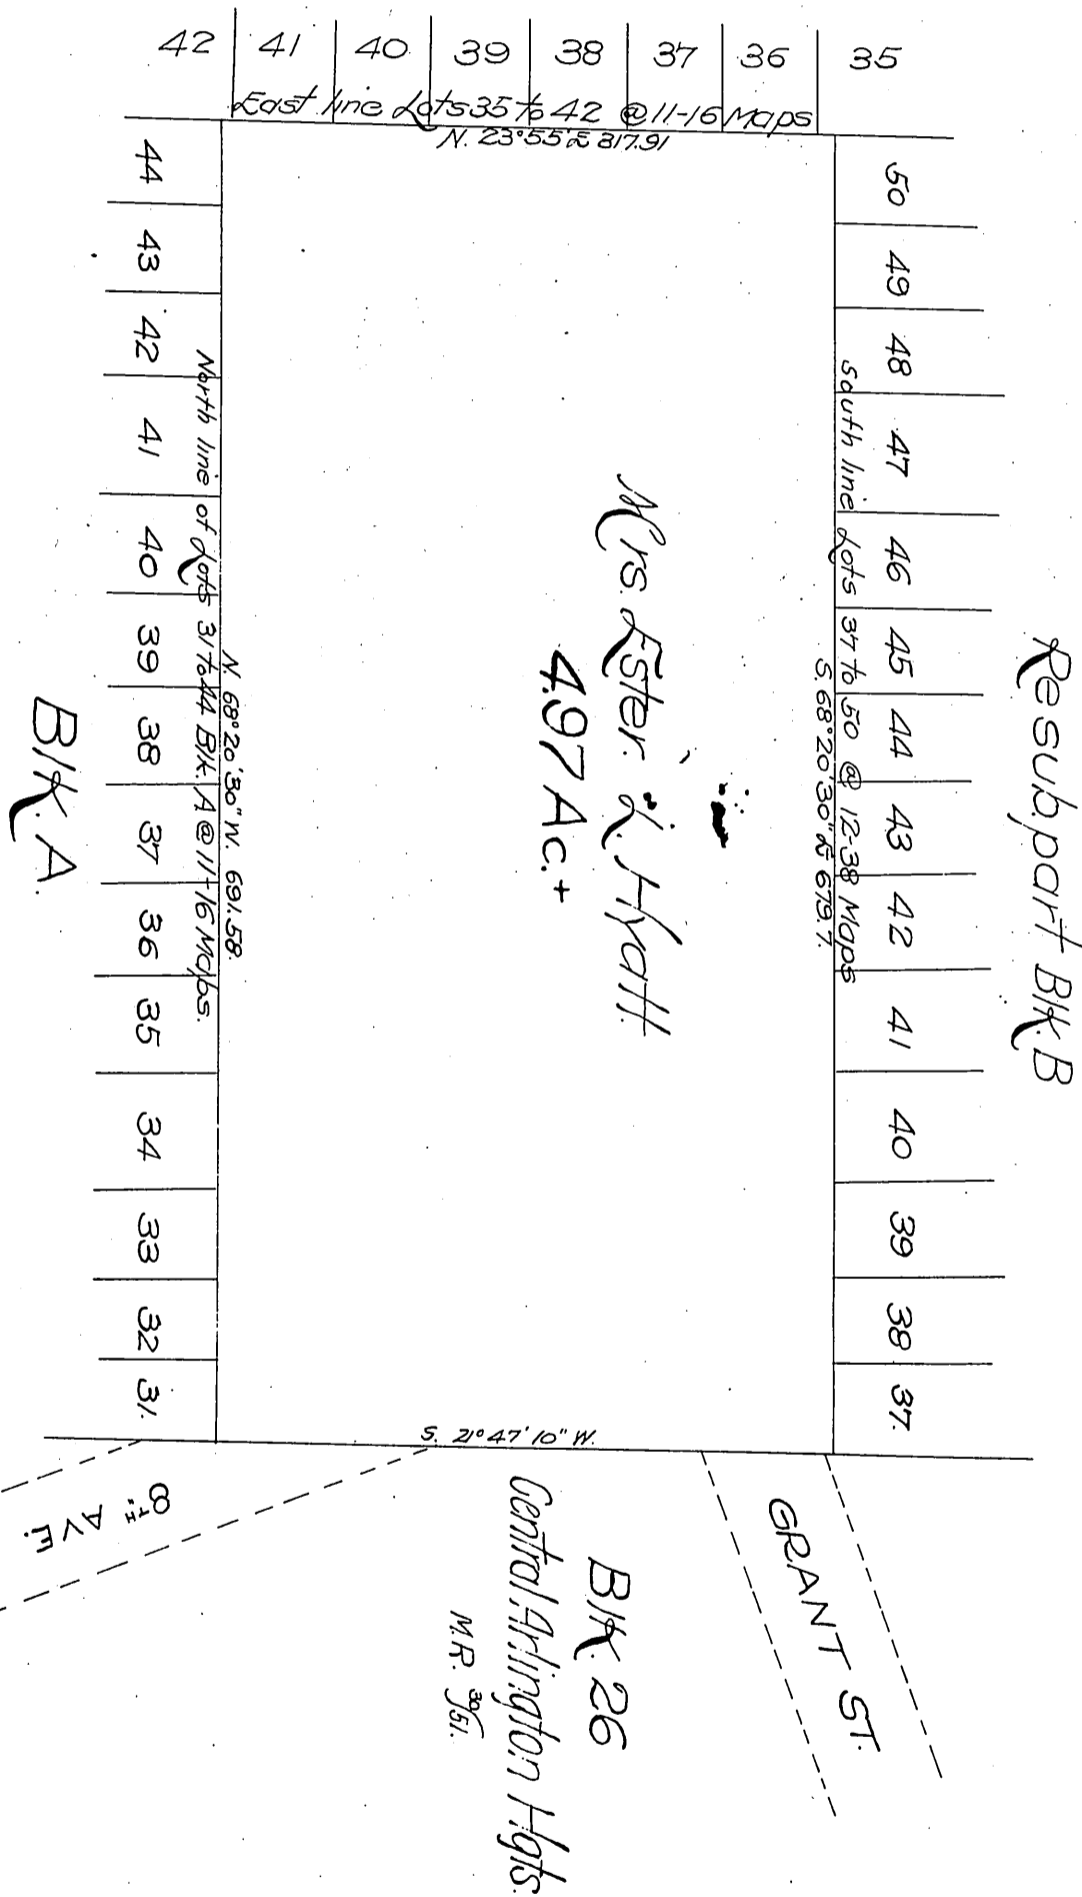 42 41 40 39 38 37 36 35
East line Lots 35 to 42 @ 11-16 Maps
N. 23°55' E 317.91
Resub. part Blk. B
50 49 48 47 46 45 44 43 42 41 40 39 38 37.
South line Lots 37 to 50 @ 12-38 Maps
S. 68°20'30" E 679.7.
Mrs. Ester L. Hyatt.
4.97 Ac.+
N. 68°20'30" W. 691.58.
North line of Lots 31 to 44 Blk. A @ 11-16 Maps.
44 43 42 41 40 39 38 37 36 35 34 33 32 31.
Blk. A.
S. 21°47'10" W.
GRANT ST.
Blk. 26
Central Arlington Hgts.
M.R. 30/51.
8TH AVE.